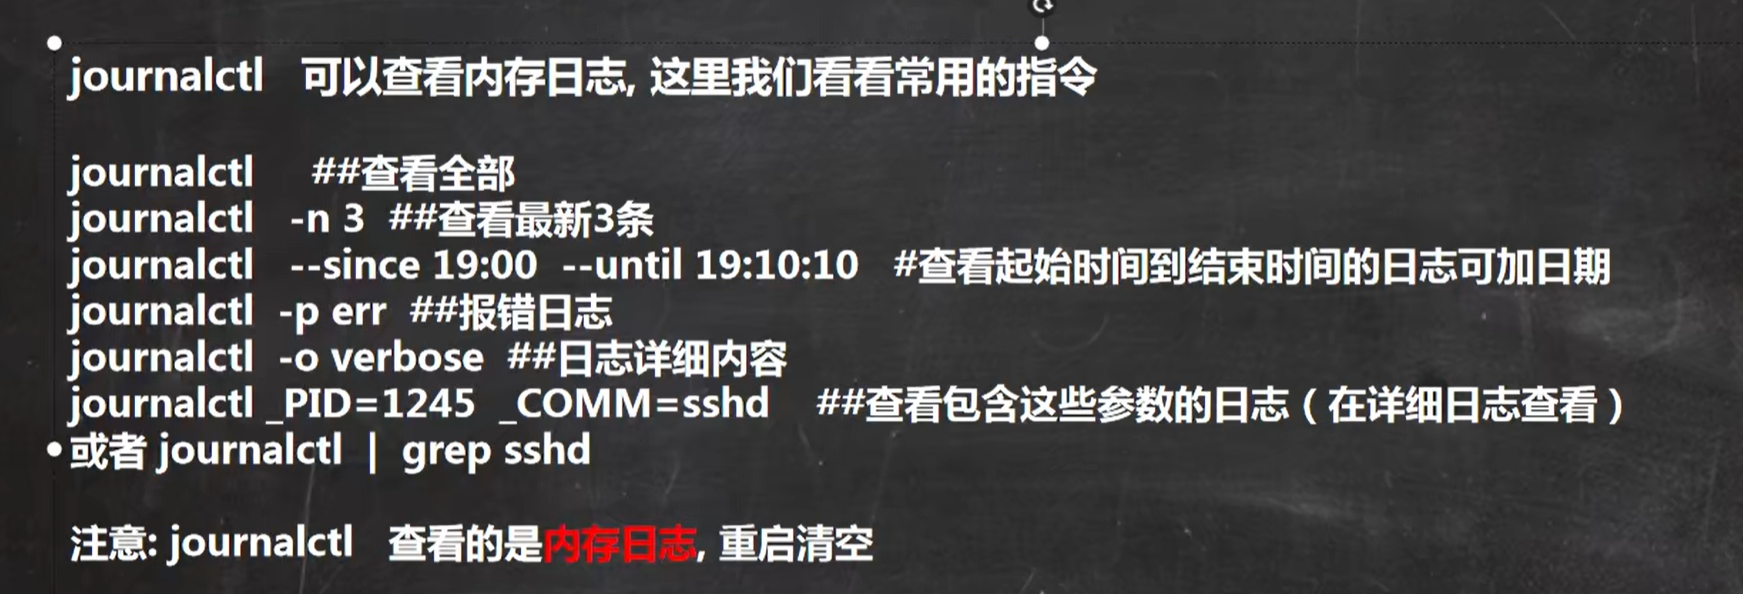 journalctl 可以查看内存日志, 这里我们看看常用的指令
journalctl ##查看全部
journalctl -n 3 ##查看最新3条
journalctl --since 19:00 --until 19:10:10 #查看起始时间到结束时间的日志可加日期
journalctl -p err ##报错日志
journalctl -o verbose ##日志详细内容
journalctl _PID=1245 _COMM=sshd ##查看包含这些参数的日志（在详细日志查看）
或者 journalctl | grep sshd
注意: journalctl 查看的是内存日志, 重启清空